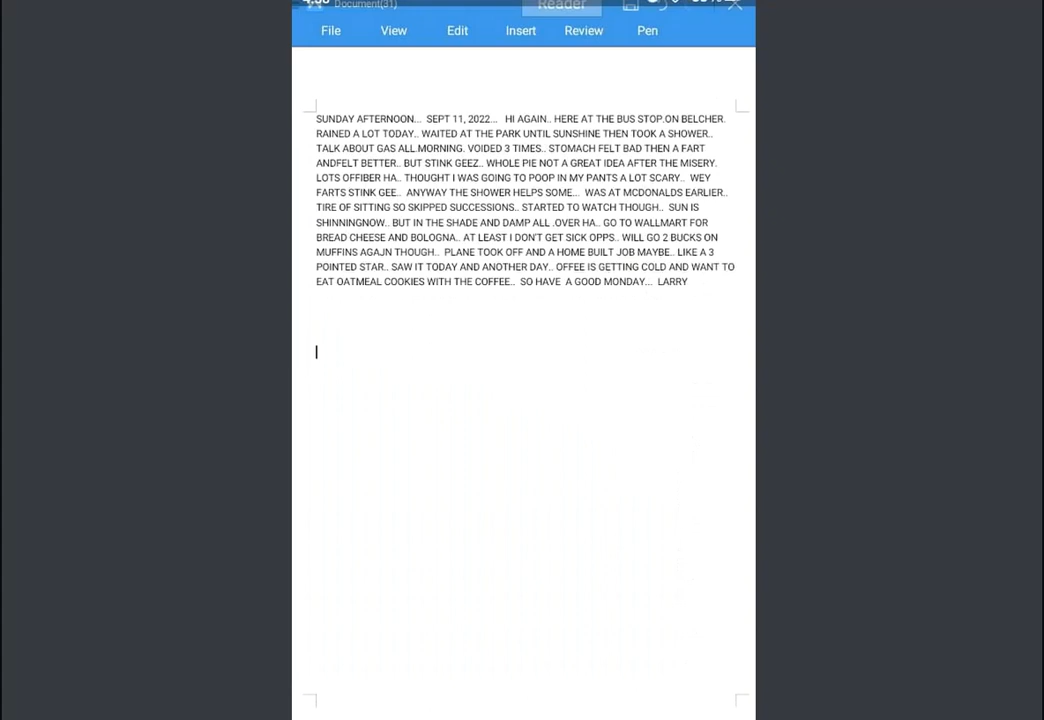 Document(31)
Reader
File View Edit Insert Review Pen
SUNDAY AFTERNOON... SEPT 11, 2022... HI AGAIN.. HERE AT THE BUS STOP.ON BELCHER.
RAINED A LOT TODAY.. WAITED AT THE PARK UNTIL SUNSHINE THEN TOOK A SHOWER..
TALK ABOUT GAS ALL.MORNING. VOIDED 3 TIMES.. STOMACH FELT BAD THEN A FART
ANDFELT BETTER.. BUT STINK GEEZ.. WHOLE PIE NOT A GREAT IDEA AFTER THE MISERY.
LOTS OFFIBER HA.. THOUGHT I WAS GOING TO POOP IN MY PANTS A LOT SCARY.. WEY
FARTS STINK GEE.. ANYWAY THE SHOWER HELPS SOME... WAS AT MCDONALDS EARLIER..
TIRE OF SITTING SO SKIPPED SUCCESSIONS.. STARTED TO WATCH THOUGH.. SUN IS
SHINNINGNOW.. BUT IN THE SHADE AND DAMP ALL .OVER HA.. GO TO WALLMART FOR
BREAD CHEESE AND BOLOGNA.. AT LEAST I DON'T GET SICK OPPS.. WILL GO 2 BUCKS ON
MUFFINS AGAJN THOUGH.. PLANE TOOK OFF AND A HOME BUILT JOB MAYBE.. LIKE A 3
POINTED STAR.. SAW IT TODAY AND ANOTHER DAY.. OFFEE IS GETTING COLD AND WANT TO
EAT OATMEAL COOKIES WITH THE COFFEE.. SO HAVE A GOOD MONDAY... LARRY